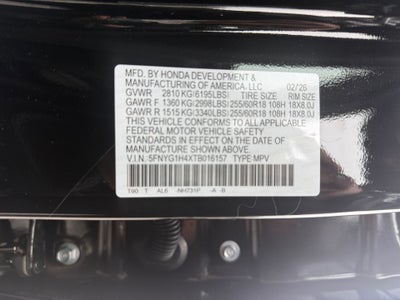 MFD. BY HONDA DEVELOPMENT &
MANUFACTURING OF AMERICA, LLC 02/26
GVWR 2810 KG(6195LBS) TIRE SIZE RIM SIZE
GAWR F 1360 KG(2998LBS) 255/60R18 108H 18X8.0J
GAWR R 1515 KG(3340LBS) 255/60R18 108H 18X8.0J
THIS VEHICLE CONFORMS TO ALL APPLICABLE
FEDERAL MOTOR VEHICLE SAFETY
STANDARDS IN EFFECT ON THE DATE OF
MANUFACTURE SHOWN ABOVE.
V.I.N. 5FNYG1H4XTB016157 TYPE MPV
T90 T AL6 -NH731P -A -B